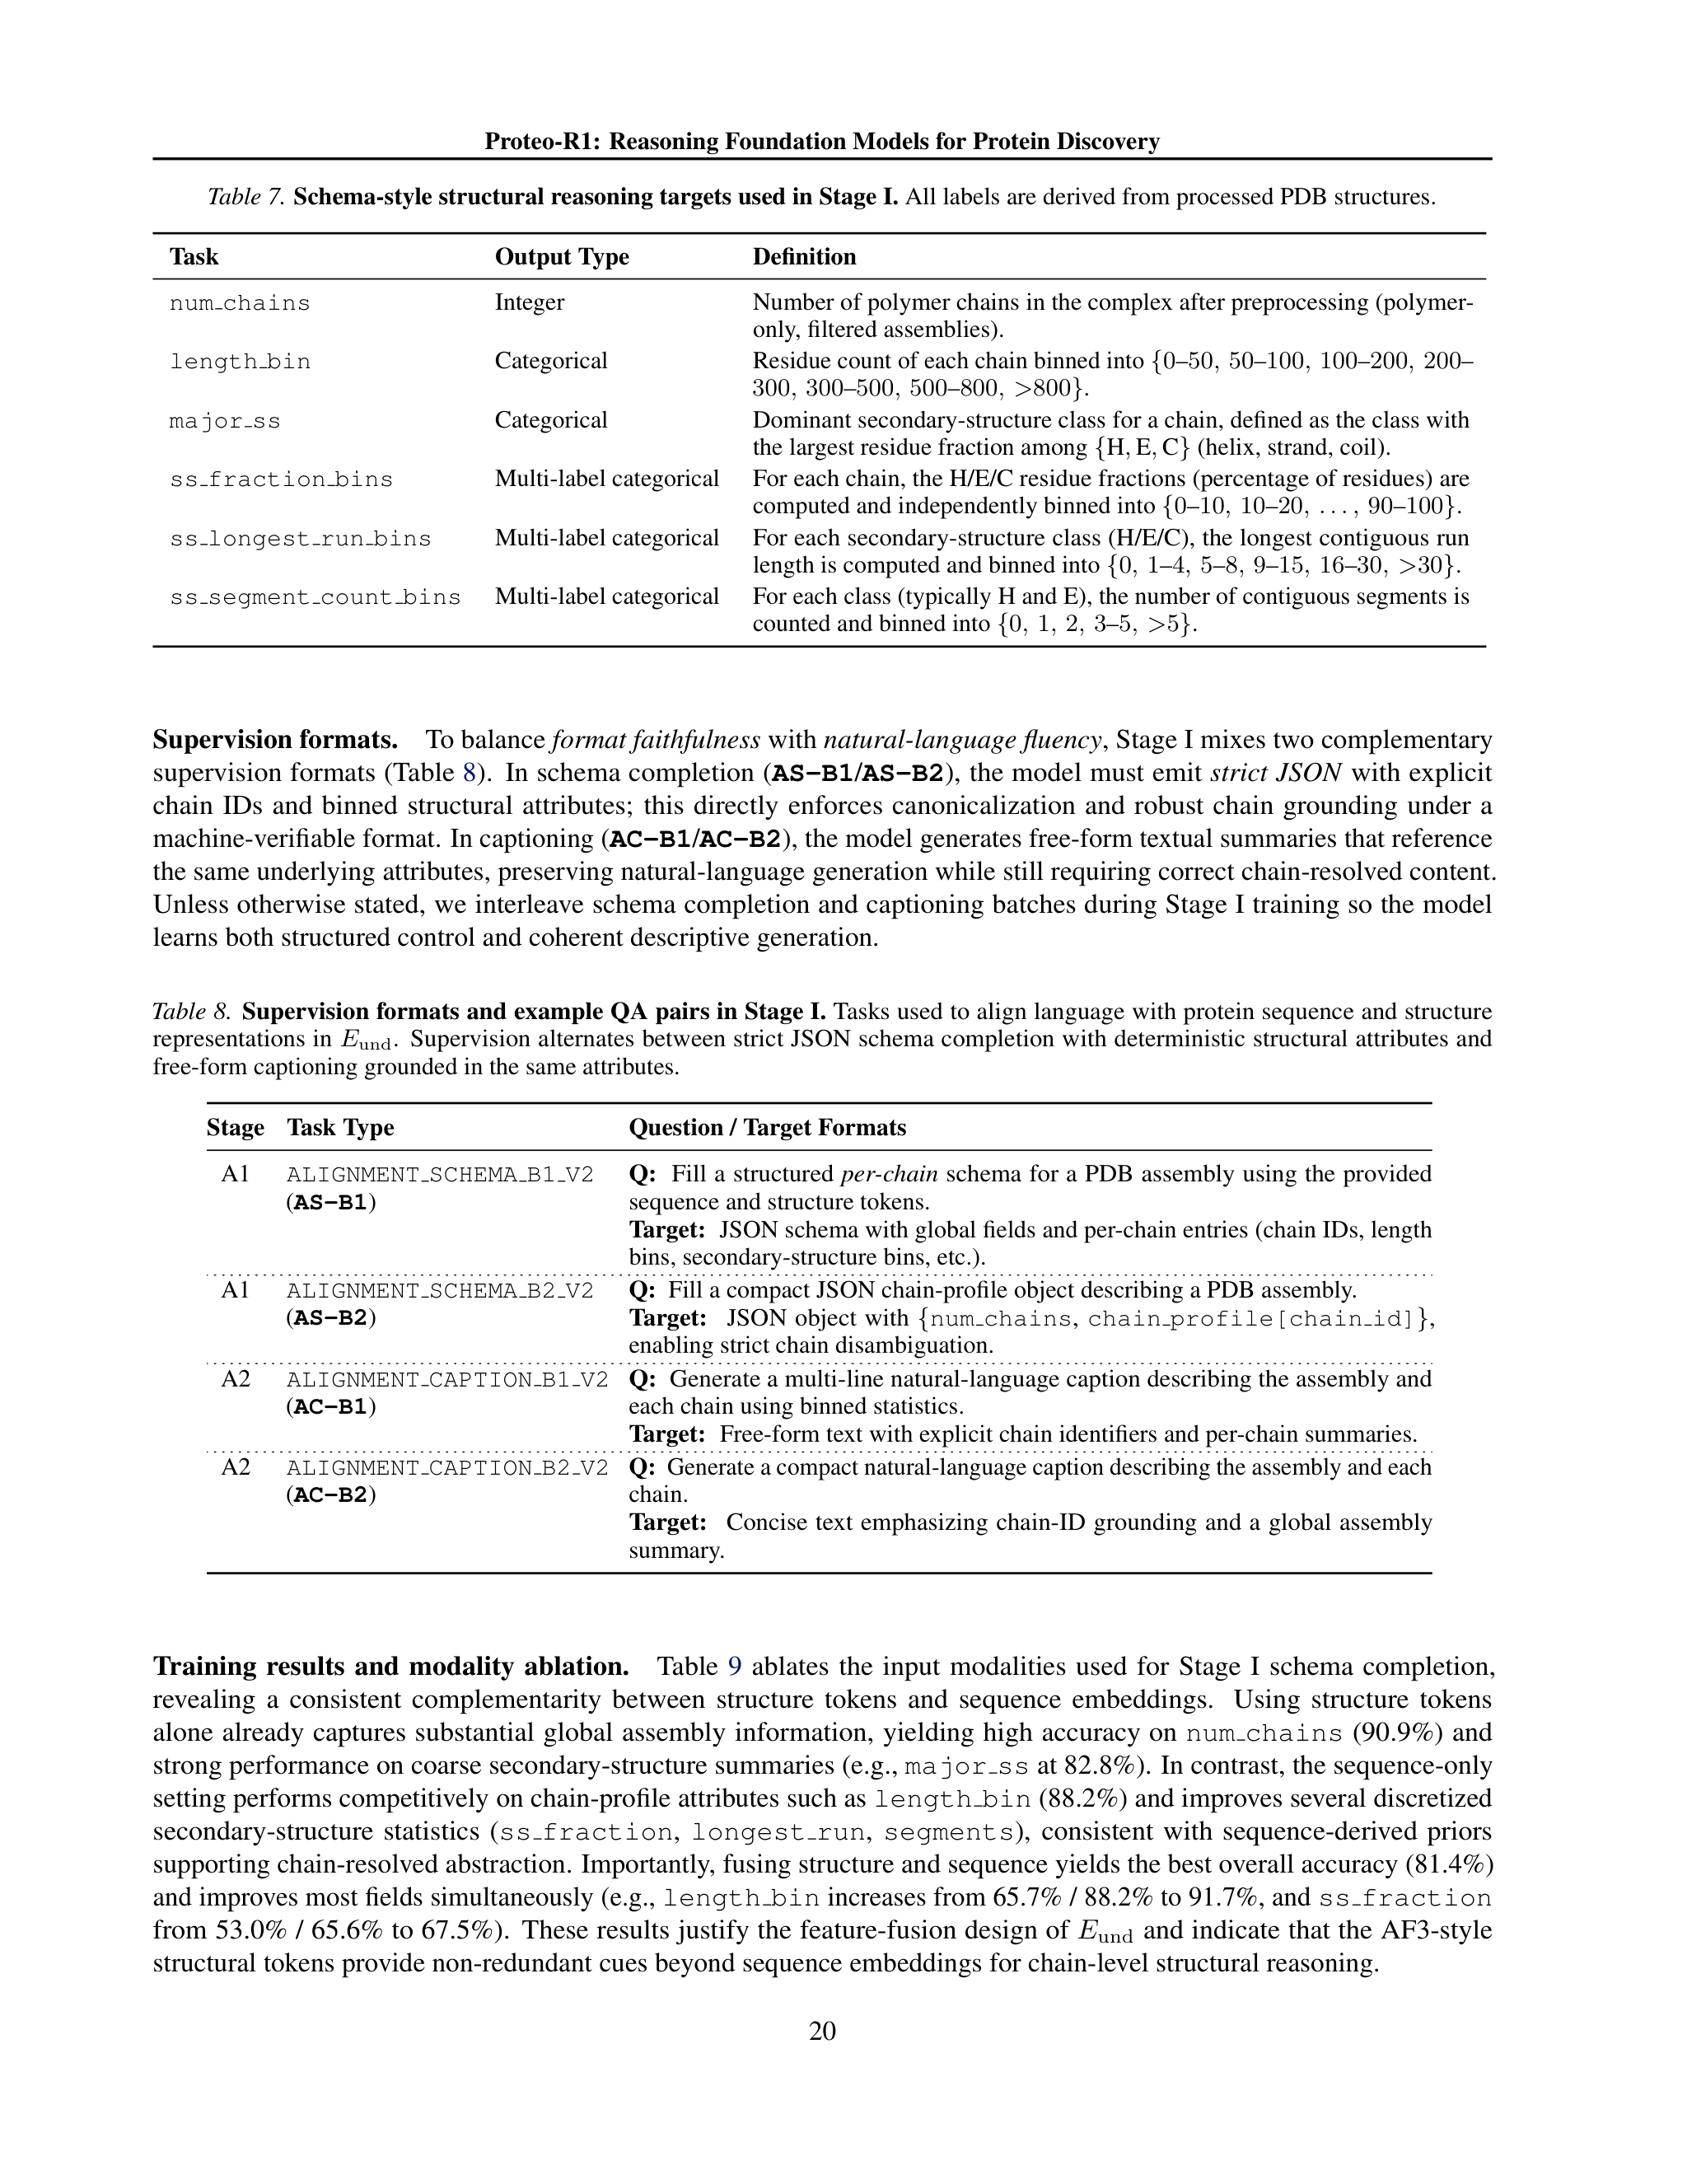 Proteo-R1: Reasoning Foundation Models for Protein Discovery
Table 7. Schema-style structural reasoning targets used in Stage I. All labels are derived from processed PDB structures.
Task Output Type Definition
num_chains Integer Number of polymer chains in the complex after preprocessing (polymer-
only, filtered assemblies).
length_bin Categorical Residue count of each chain binned into {0–50, 50–100, 100–200, 200–
300, 300–500, 500–800, >800}.
major_ss Categorical Dominant secondary-structure class for a chain, defined as the class with
the largest residue fraction among {H, E, C} (helix, strand, coil).
ss_fraction_bins Multi-label categorical For each chain, the H/E/C residue fractions (percentage of residues) are
computed and independently binned into {0–10, 10–20, ..., 90–100}.
ss_longest_run_bins Multi-label categorical For each secondary-structure class (H/E/C), the longest contiguous run
length is computed and binned into {0, 1–4, 5–8, 9–15, 16–30, >30}.
ss_segment_count_bins Multi-label categorical For each class (typically H and E), the number of contiguous segments is
counted and binned into {0, 1, 2, 3–5, >5}.
Supervision formats. To balance format faithfulness with natural-language fluency, Stage I mixes two complementary
supervision formats (Table 8). In schema completion (AS-B1/AS-B2), the model must emit strict JSON with explicit
chain IDs and binned structural attributes; this directly enforces canonicalization and robust chain grounding under a
machine-verifiable format. In captioning (AC-B1/AC-B2), the model generates free-form textual summaries that reference
the same underlying attributes, preserving natural-language generation while still requiring correct chain-resolved content.
Unless otherwise stated, we interleave schema completion and captioning batches during Stage I training so the model
learns both structured control and coherent descriptive generation.
Table 8. Supervision formats and example QA pairs in Stage I. Tasks used to align language with protein sequence and structure
representations in E_und. Supervision alternates between strict JSON schema completion with deterministic structural attributes and
free-form captioning grounded in the same attributes.
Stage Task Type Question / Target Formats
A1 ALIGNMENT_SCHEMA_B1_V2 Q: Fill a structured per-chain schema for a PDB assembly using the provided
(AS-B1) sequence and structure tokens.
Target: JSON schema with global fields and per-chain entries (chain IDs, length
bins, secondary-structure bins, etc.).
A1 ALIGNMENT_SCHEMA_B2_V2 Q: Fill a compact JSON chain-profile object describing a PDB assembly.
(AS-B2) Target: JSON object with {num_chains, chain_profile[chain_id]},
enabling strict chain disambiguation.
A2 ALIGNMENT_CAPTION_B1_V2 Q: Generate a multi-line natural-language caption describing the assembly and
(AC-B1) each chain using binned statistics.
Target: Free-form text with explicit chain identifiers and per-chain summaries.
A2 ALIGNMENT_CAPTION_B2_V2 Q: Generate a compact natural-language caption describing the assembly and each
(AC-B2) chain.
Target: Concise text emphasizing chain-ID grounding and a global assembly
summary.
Training results and modality ablation. Table 9 ablates the input modalities used for Stage I schema completion,
revealing a consistent complementarity between structure tokens and sequence embeddings. Using structure tokens
alone already captures substantial global assembly information, yielding high accuracy on num_chains (90.9%) and
strong performance on coarse secondary-structure summaries (e.g., major_ss at 82.8%). In contrast, the sequence-only
setting performs competitively on chain-profile attributes such as length_bin (88.2%) and improves several discretized
secondary-structure statistics (ss_fraction, longest_run, segments), consistent with sequence-derived priors
supporting chain-resolved abstraction. Importantly, fusing structure and sequence yields the best overall accuracy (81.4%)
and improves most fields simultaneously (e.g., length_bin increases from 65.7% / 88.2% to 91.7%, and ss_fraction
from 53.0% / 65.6% to 67.5%). These results justify the feature-fusion design of E_und and indicate that the AF3-style
structural tokens provide non-redundant cues beyond sequence embeddings for chain-level structural reasoning.
20